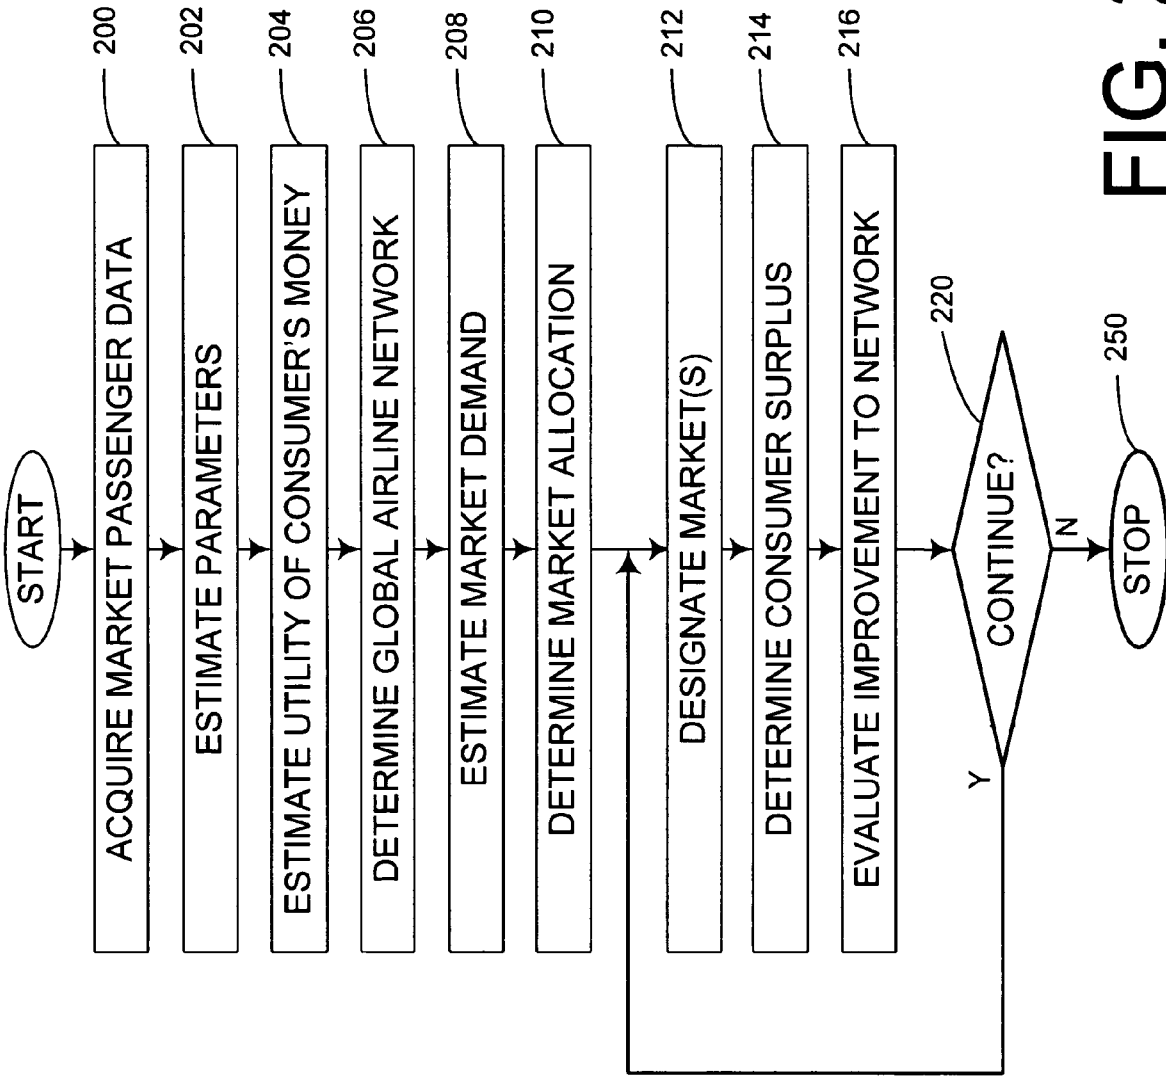 START
ACQUIRE MARKET PASSENGER DATA
200
ESTIMATE PARAMETERS
202
ESTIMATE UTILITY OF CONSUMER'S MONEY
204
DETERMINE GLOBAL AIRLINE NETWORK
206
ESTIMATE MARKET DEMAND
208
DETERMINE MARKET ALLOCATION
210
DESIGNATE MARKET(S)
212
DETERMINE CONSUMER SURPLUS
214
EVALUATE IMPROVEMENT TO NETWORK
216
CONTINUE?
220
Y
N
STOP
250
FIG.